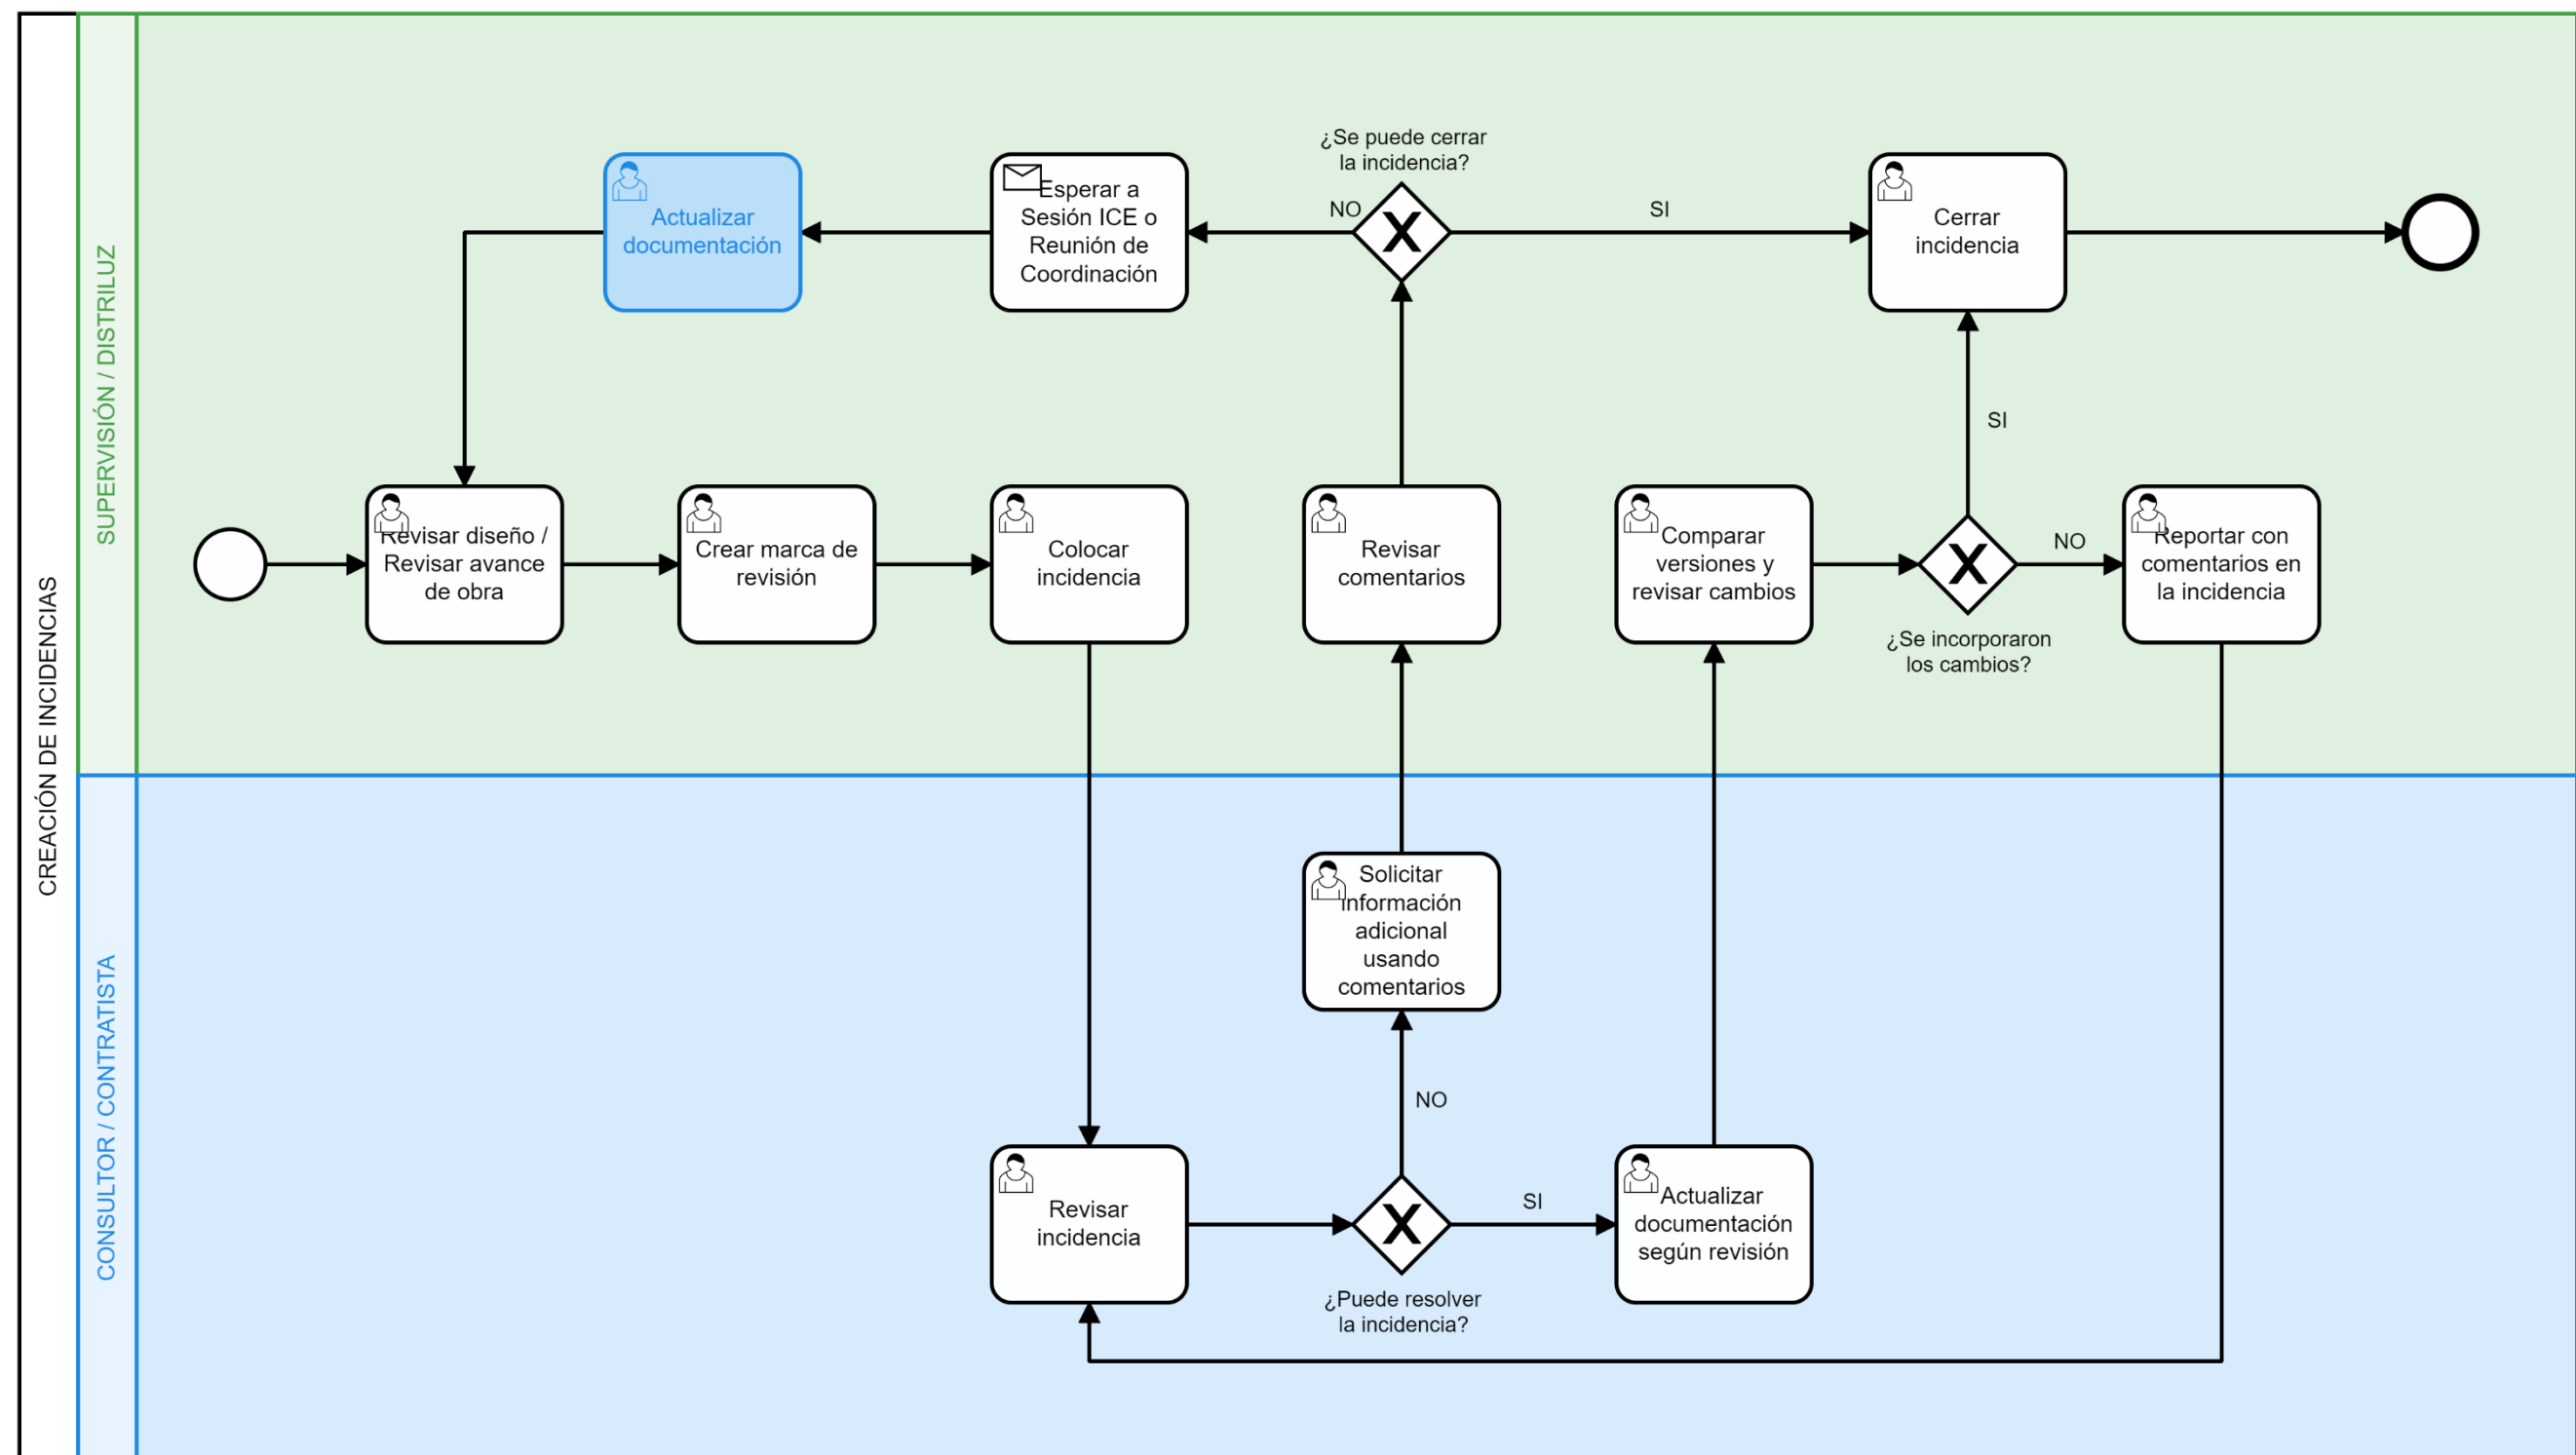 CREACIÓN DE INCIDENCIAS
SUPERVISIÓN / DISTRILUZ
¿Se puede cerrar
la incidencia?
Actualizar
documentación
Esperar a
Sesión ICE o
Reunión de
Coordinación
NO
SI
Cerrar
incidencia
SI
Revisar diseño /
Revisar avance
de obra
Crear marca de
revisión
Colocar
incidencia
Revisar
comentarios
Comparar
versiones y
revisar cambios
NO
¿Se incorporaron
los cambios?
Reportar con
comentarios en
la incidencia
CONSULTOR / CONTRATISTA
Solicitar
información
adicional
usando
comentarios
NO
Revisar
incidencia
¿Puede resolver
la incidencia?
SI
Actualizar
documentación
según revisión